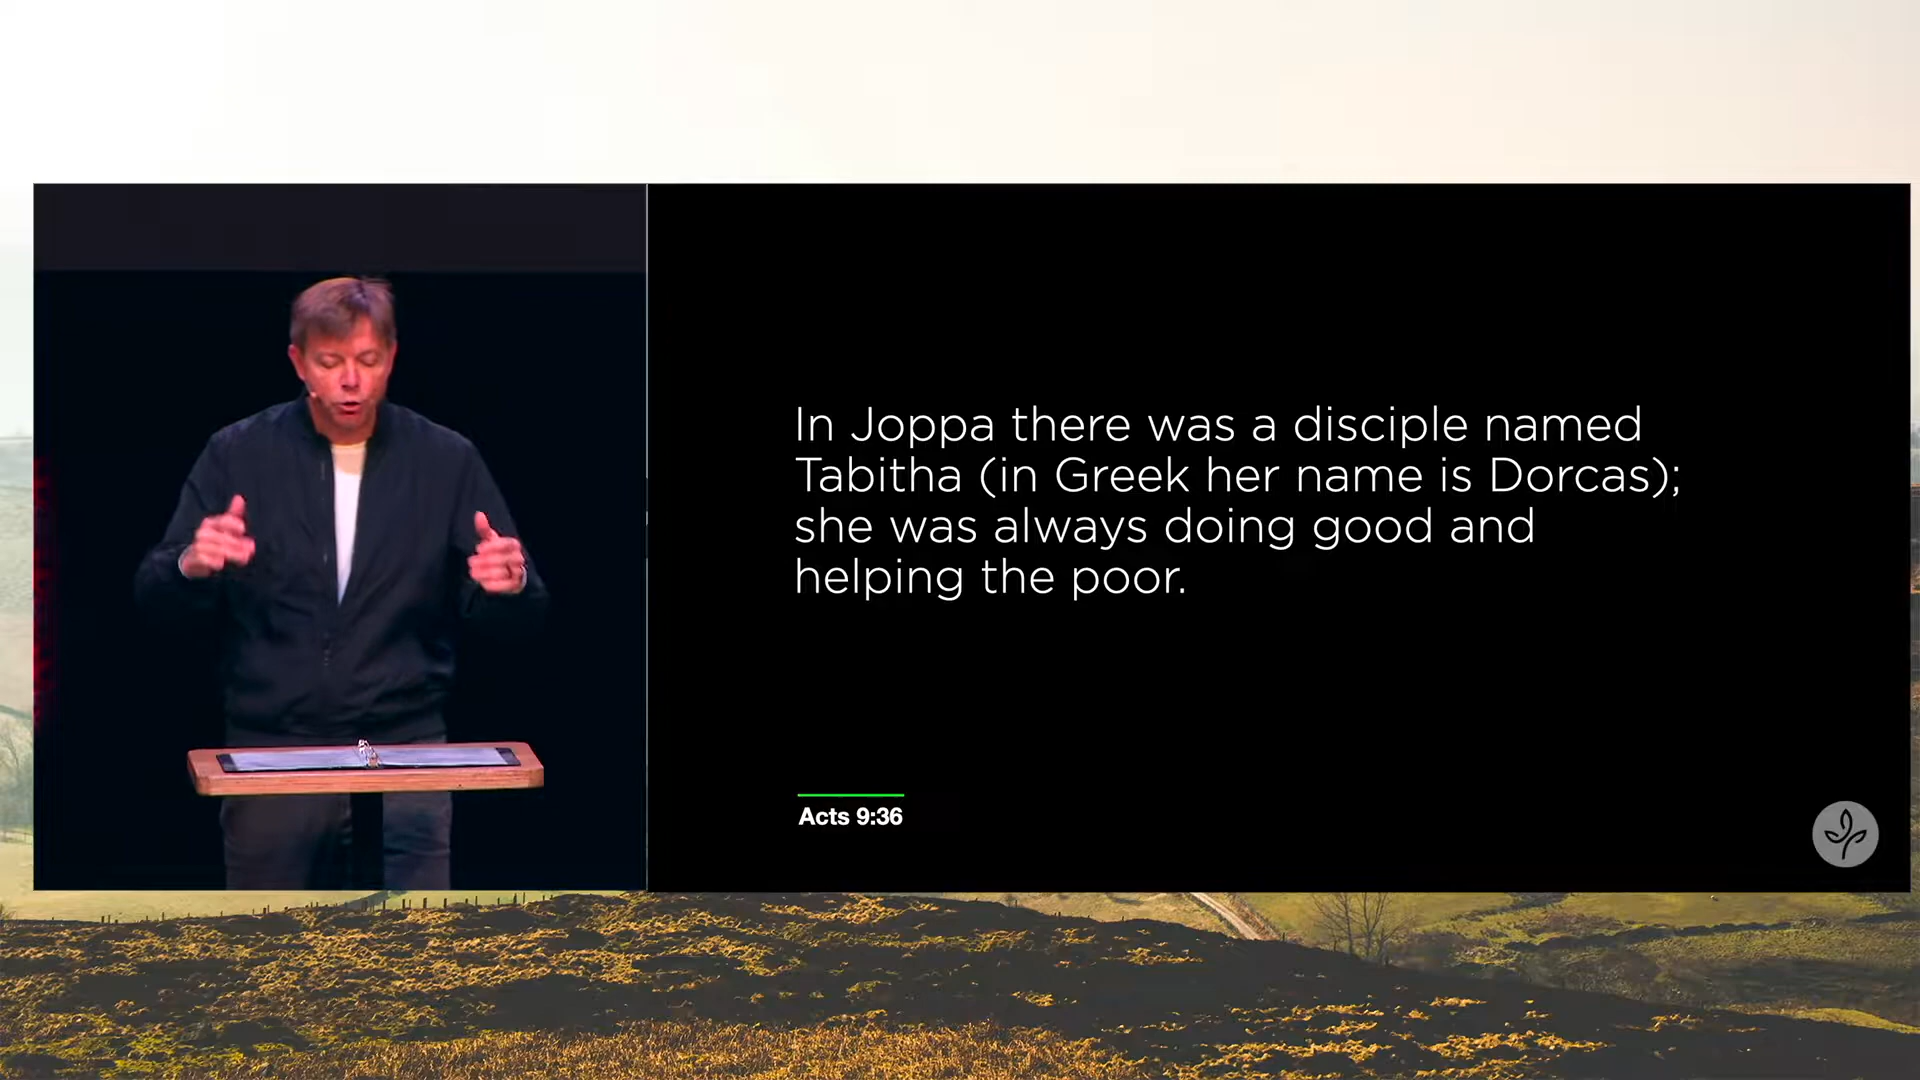 In Joppa there was a disciple named
Tabitha (in Greek her name is Dorcas);
she was always doing good and
helping the poor.
Acts 9:36